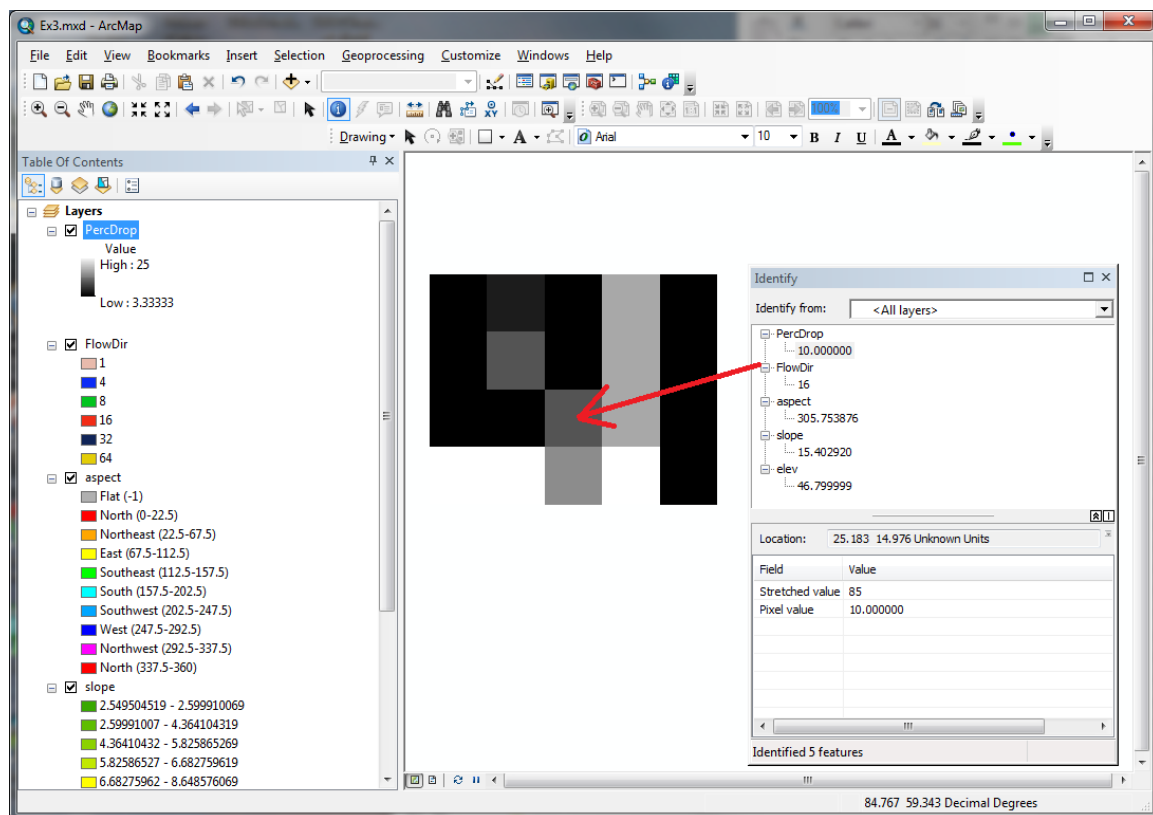 Ex3.mxd - ArcMap
File Edit View Bookmarks Insert Selection Geoprocessing Customize Windows Help
100%
Drawing A Arial 10 B I U A
Table Of Contents
Layers
PercDrop
Value
High : 25
Low : 3.33333
FlowDir
1
4
8
16
32
64
aspect
Flat (-1)
North (0-22.5)
Northeast (22.5-67.5)
East (67.5-112.5)
Southeast (112.5-157.5)
South (157.5-202.5)
Southwest (202.5-247.5)
West (247.5-292.5)
Northwest (292.5-337.5)
North (337.5-360)
slope
2.549504519 - 2.599910069
2.59991007 - 4.364104319
4.36410432 - 5.825865269
5.82586527 - 6.682759619
6.68275962 - 8.648576069
Identify
Identify from: <All layers>
PercDrop
10.000000
FlowDir
16
aspect
305.753876
slope
15.402920
elev
46.799999
Location: 25.183 14.976 Unknown Units
Field Value
Stretched value 85
Pixel value 10.000000
Identified 5 features
84.767 59.343 Decimal Degrees